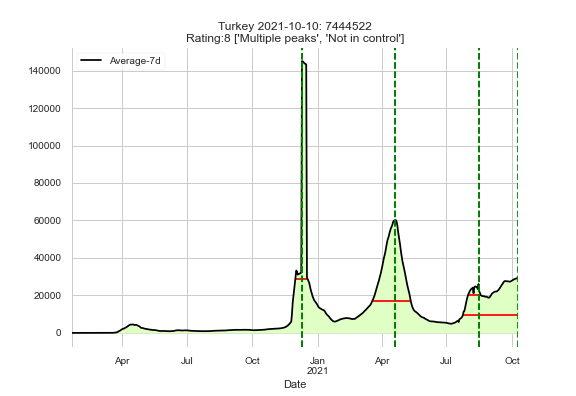 Turkey 2021-10-10: 7444522
Rating:8 ['Multiple peaks', 'Not in control']
Average-7d
140000
120000
100000
80000
60000
40000
20000
0
Apr
Jul
Oct
Jan
2021
Apr
Jul
Oct
Date